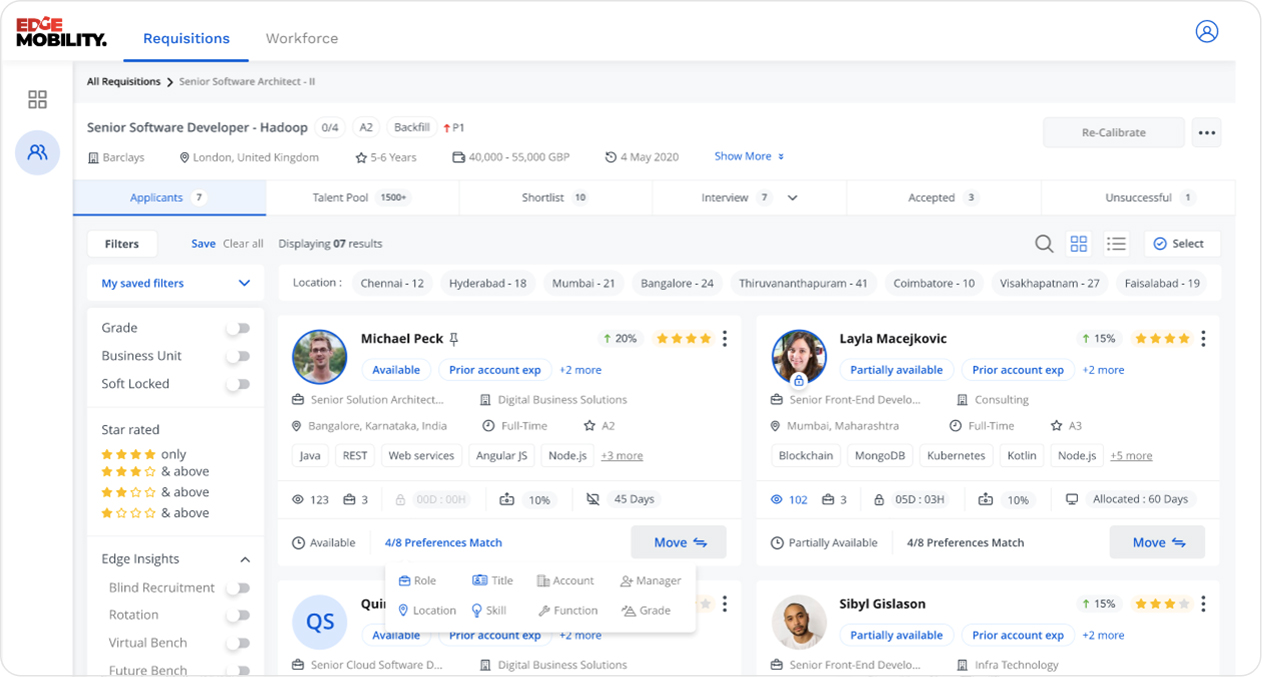 EDGE
MOBILITY.
Requisitions
Workforce
All Requisitions
Senior Software Architect - II
Senior Software Developer - Hadoop
0/4
A2
Backfill
P1
Re-Calibrate
Barclays
London, United Kingdom
5-6 Years
40,000 - 55,000 GBP
4 May 2020
Show More
Applicants 7
Talent Pool 1500+
Shortlist 10
Interview 7
Accepted 3
Unsuccessful 1
Filters
Save
Clear all
Displaying 07 results
Select
My saved filters
Location :
Chennai - 12
Hyderabad - 18
Mumbai - 21
Bangalore - 24
Thiruvananthapuram - 41
Coimbatore - 10
Visakhapatnam - 27
Faisalabad - 19
Grade
Business Unit
Soft Locked
Star rated
only
& above
& above
& above
Edge Insights
Blind Recruitment
Rotation
Virtual Bench
Future Bench
Michael Peck
20%
Available
Prior account exp
+2 more
Senior Solution Architect...
Digital Business Solutions
Bangalore, Karnataka, India
Full-Time
A2
Java
REST
Web services
Angular JS
Node.js
+3 more
123
3
00D : 00H
10%
45 Days
Available
4/8 Preferences Match
Move
Role
Title
Account
Manager
Location
Skill
Function
Grade
Layla Macejkovic
15%
Partially available
Prior account exp
+2 more
Senior Front-End Develo...
Consulting
Mumbai, Maharashtra
Full-Time
A3
Blockchain
MongoDB
Kubernetes
Kotlin
Node.js
+5 more
102
3
05D : 03H
10%
Allocated : 60 Days
Partially Available
4/8 Preferences Match
Move
QS
Available
Prior account exp
+2 more
Senior Cloud Software D...
Digital Business Solutions
Sibyl Gislason
15%
Partially available
Prior account exp
+2 more
Senior Front-End Develo...
Infra Technology